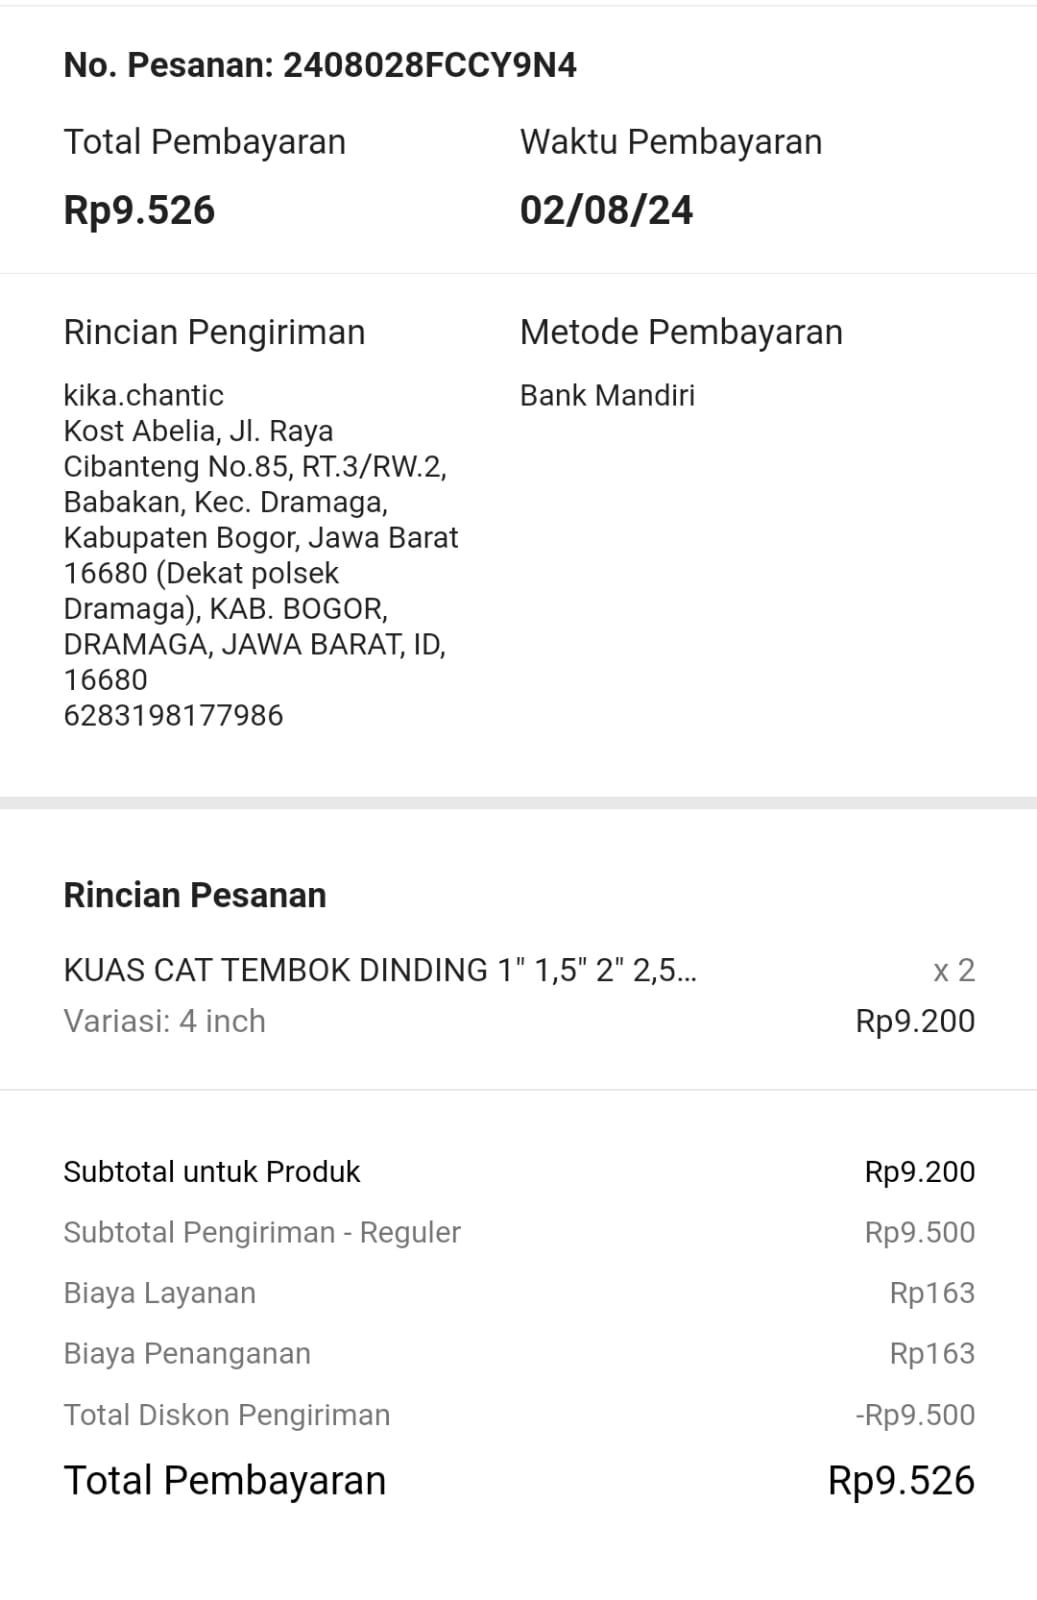 No. Pesanan: 2408028FCCY9N4
Total Pembayaran
Rp9.526
Waktu Pembayaran
02/08/24
Rincian Pengiriman
kika.chantic
Kost Abelia, Jl. Raya
Cibanteng No.85, RT.3/RW.2,
Babakan, Kec. Dramaga,
Kabupaten Bogor, Jawa Barat
16680 (Dekat polsek
Dramaga), KAB. BOGOR,
DRAMAGA, JAWA BARAT, ID,
16680
6283198177986
Metode Pembayaran
Bank Mandiri
Rincian Pesanan
KUAS CAT TEMBOK DINDING 1" 1,5" 2" 2,5... x 2
Variasi: 4 inch Rp9.200
Subtotal untuk Produk Rp9.200
Subtotal Pengiriman - Reguler Rp9.500
Biaya Layanan Rp163
Biaya Penanganan Rp163
Total Diskon Pengiriman -Rp9.500
Total Pembayaran Rp9.526